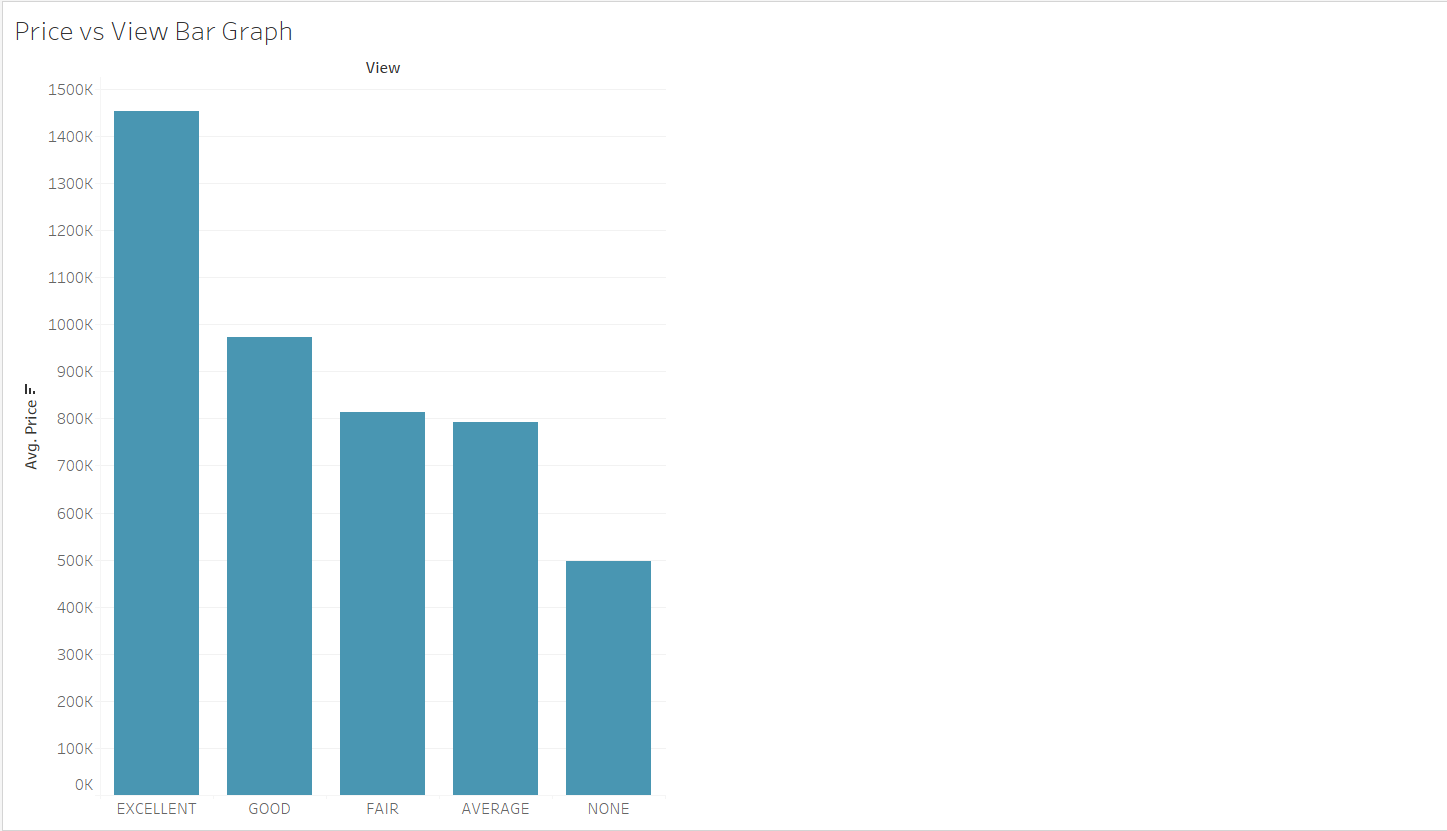 Price vs View Bar Graph
View
1500K
1400K
1300K
1200K
1100K
1000K
900K
800K
700K
600K
500K
400K
300K
200K
100K
0K
Avg. Price
EXCELLENT GOOD FAIR AVERAGE NONE